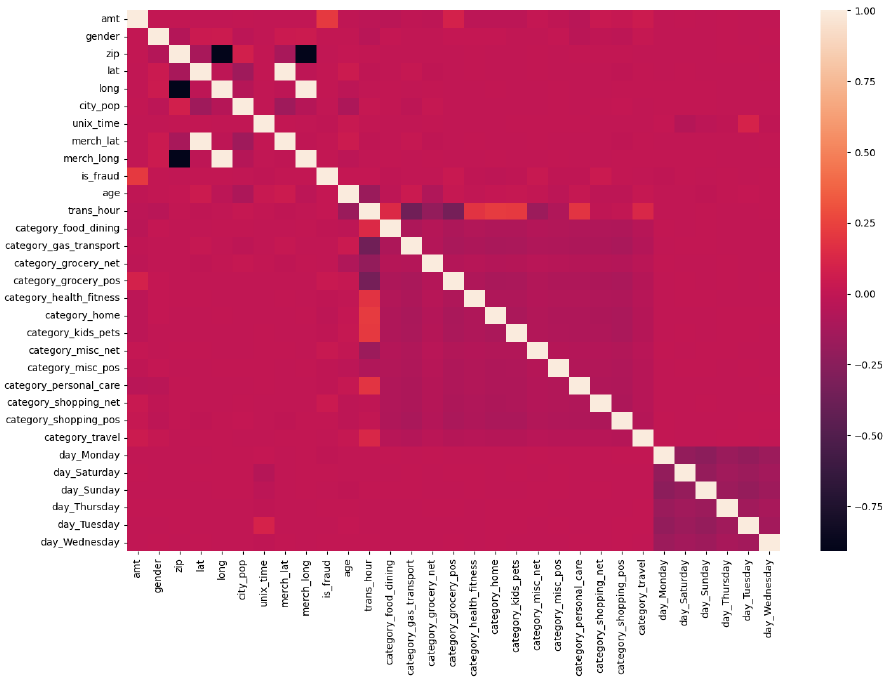 amt
gender
zip
lat
long
city_pop
unix_time
merch_lat
merch_long
is_fraud
age
trans_hour
category_food_dining
category_gas_transport
category_grocery_net
category_grocery_pos
category_health_fitness
category_home
category_kids_pets
category_misc_net
category_misc_pos
category_personal_care
category_shopping_net
category_shopping_pos
category_travel
day_Monday
day_Saturday
day_Sunday
day_Thursday
day_Tuesday
day_Wednesday
amt
gender
zip
lat
long
city_pop
unix_time
merch_lat
merch_long
is_fraud
age
trans_hour
category_food_dining
category_gas_transport
category_grocery_net
category_grocery_pos
category_health_fitness
category_home
category_kids_pets
category_misc_net
category_misc_pos
category_personal_care
category_shopping_net
category_shopping_pos
category_travel
day_Monday
day_Saturday
day_Sunday
day_Thursday
day_Tuesday
day_Wednesday
1.00
0.75
0.50
0.25
0.00
−0.25
−0.50
−0.75